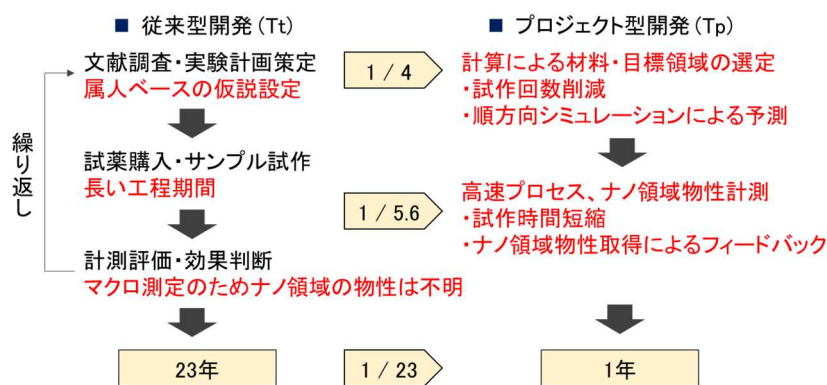 ■ 従来型開発(Tt)
文献調査・実験計画策定
属人ベースの仮説設定
試薬購入・サンプル試作
長い工程期間
計測評価・効果判断
マクロ測定のためナノ領域の物性は不明
23年
繰り返し
1 / 4
1 / 5.6
1 / 23
■ プロジェクト型開発(Tp)
計算による材料・目標領域の選定
・試作回数削減
・順方向シミュレーションによる予測
高速プロセス、ナノ領域物性計測
・試作時間短縮
・ナノ領域物性取得によるフィードバック
1年